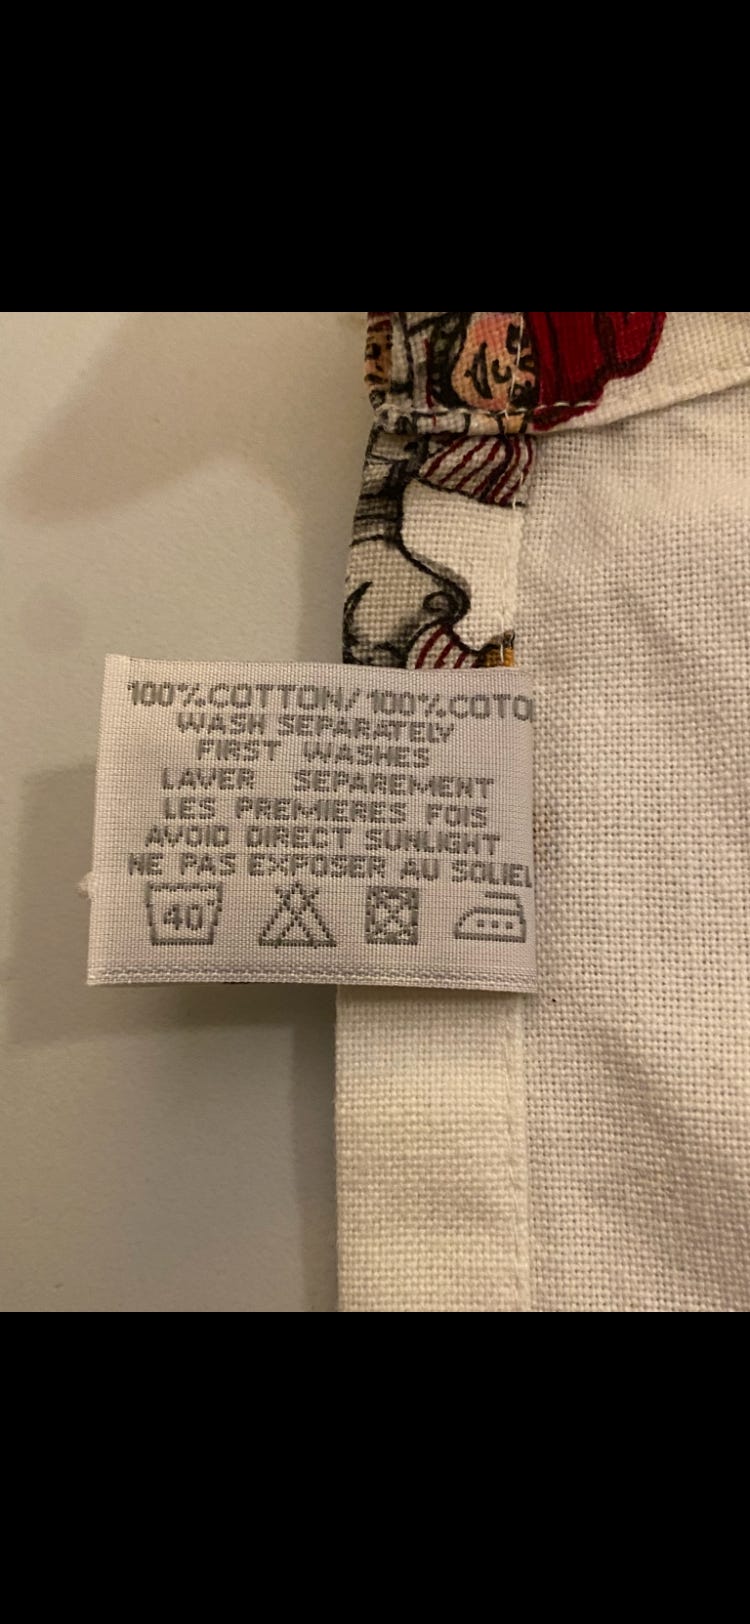 100% COTTON/100% COTO
WASH SEPARATELY
FIRST WASHES
LAVER SEPAREMENT
LES PREMIERES FOIS
AVOID DIRECT SUNLIGHT
NE PAS EXPOSER AU SOLIEL
40°